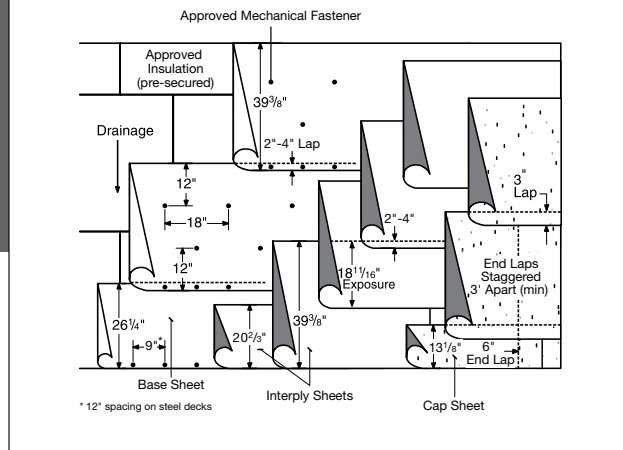 Approved Mechanical Fastener
Approved
Insulation
(pre-secured)
39⅜"
Drainage
2"-4" Lap
12"
3"
Lap
18"
2"-4"
12"
End Laps
Staggered
3' Apart (min)
18¹¹/₁₆"
Exposure
26¼"
39⅜"
9"*
20⅔"
13⅛"
6"
End Lap
Base Sheet
Interply Sheets
Cap Sheet
* 12" spacing on steel decks